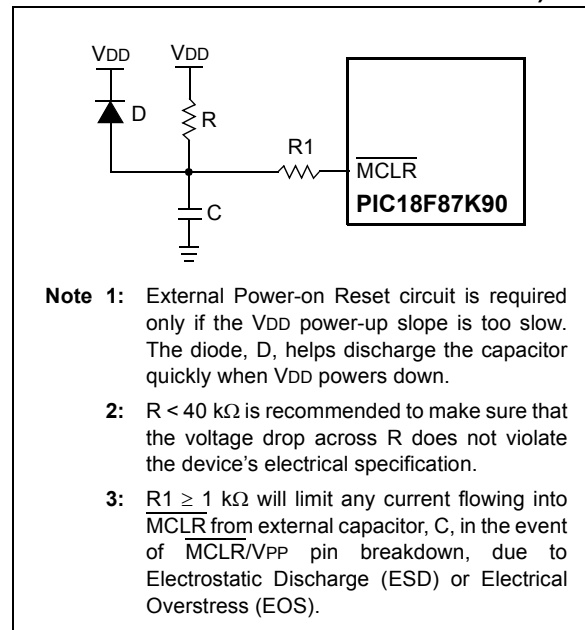 VDD VDD
D
R
R1
MCLR
PIC18F87K90
C
Note 1: External Power-on Reset circuit is required
only if the VDD power-up slope is too slow.
The diode, D, helps discharge the capacitor
quickly when VDD powers down.
2: R < 40 kΩ is recommended to make sure that
the voltage drop across R does not violate
the device's electrical specification.
3: R1 ≥ 1 kΩ will limit any current flowing into
MCLR from external capacitor, C, in the event
of MCLR/VPP pin breakdown, due to
Electrostatic Discharge (ESD) or Electrical
Overstress (EOS).